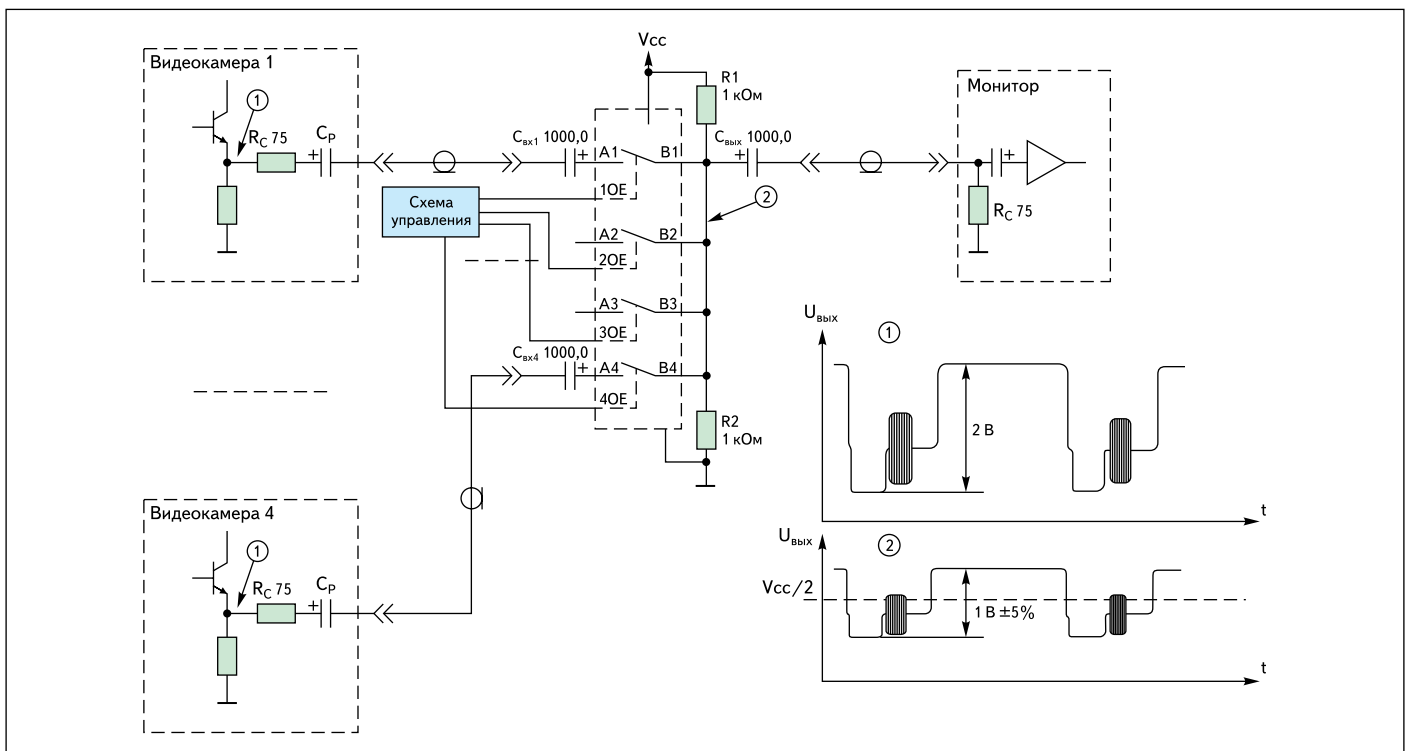 Видеокамера 1
1
R_C 75
+
C_P
C_вх1 1000,0
+
A1
B1
1OE
Схема
управления
A2
B2
2OE
A3
B3
3OE
C_вх4 1000,0
+
A4
B4
4OE
Vcc
R1
1 кОм
C_вых 1000,0
+
2
R2
1 кОм
Монитор
+
R_C 75
Видеокамера 4
1
R_C 75
+
C_P
U_вых
1
2 В
t
U_вых
2
Vcc/2
1 В ±5%
t